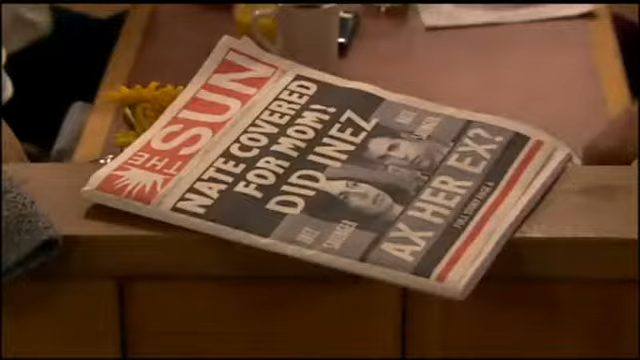 THE SUN
NATE COVERED
FOR MOM!
DID INEZ
AX HER EX?